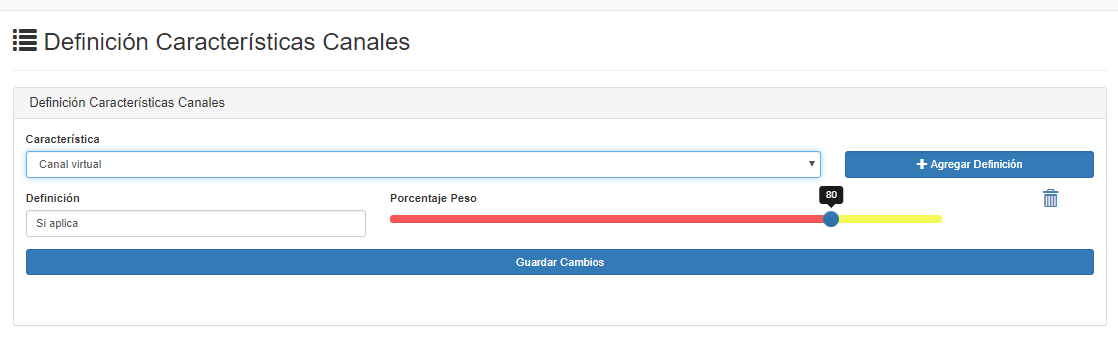 Definición Características Canales
Definición Características Canales
Característica
Canal virtual
Agregar Definición
Definición
Porcentaje Peso
80
Si aplica
Guardar Cambios